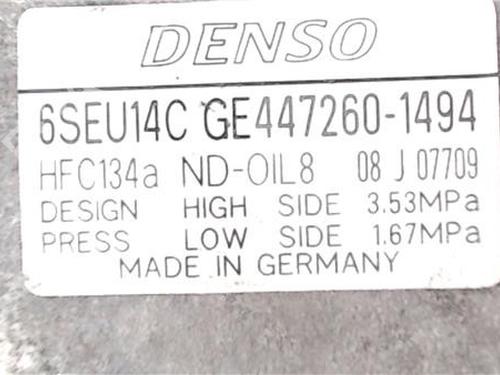 DENSO
6SEU14C GE447260-1494
HFC134a ND-OIL8 08 J 07709
DESIGN HIGH SIDE 3.53MPa
PRESS LOW SIDE 1.67MPa
MADE IN GERMANY